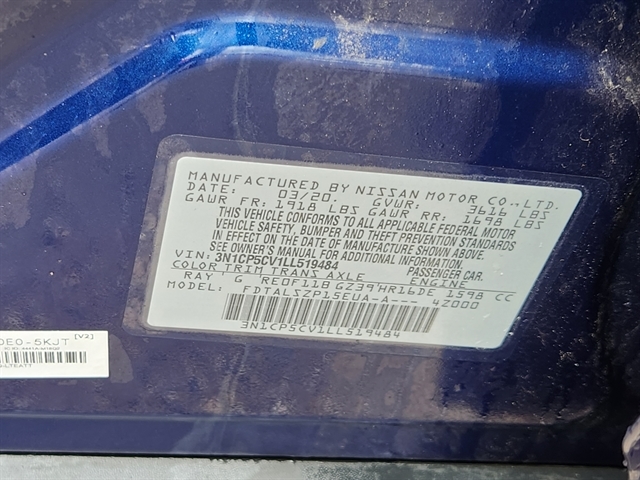 MANUFACTURED BY NISSAN MOTOR CO., LTD.
DATE: 03/20. GVWR: 3616 LBS
GAWR FR: 1918 LBS GAWR RR: 1698 LBS
THIS VEHICLE CONFORMS TO ALL APPLICABLE FEDERAL MOTOR
VEHICLE SAFETY, BUMPER AND THEFT PREVENTION STANDARDS
IN EFFECT ON THE DATE OF MANUFACTURE SHOWN ABOVE.
SEE OWNER'S MANUAL FOR ADDITIONAL INFORMATION.
VIN: 3N1CP5CV1LL519484 PASSENGER CAR.
COLOR TRIM TRANS AXLE ENGINE
RAY G RE0F11B GZ39 HR16DE 1598 CC
MODEL: FDTALSZP15EUA-A--- 4Z000
3N1CP5CV1LL519484
0E0-5KJT [V2]